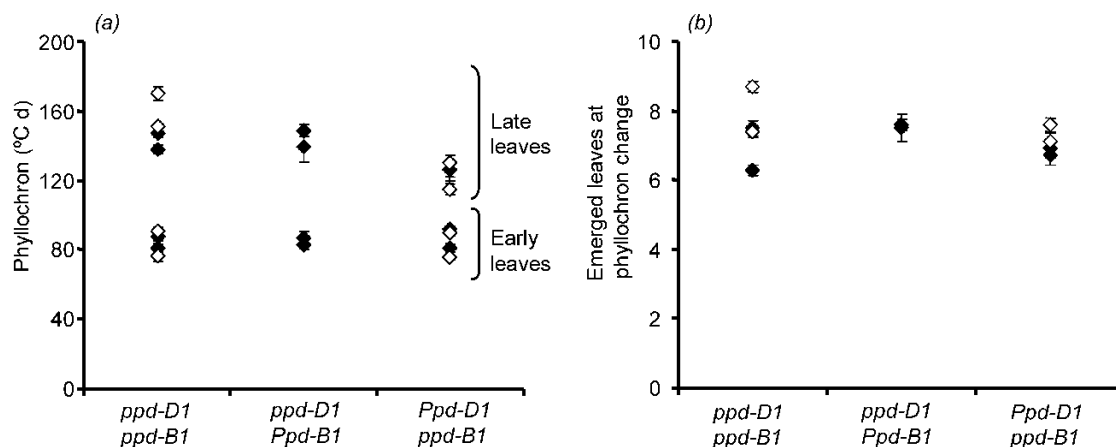 (a)
200
160
120
80
40
0
Phyllochron (ºC d)
Late
leaves
Early
leaves
ppd-D1
ppd-B1
ppd-D1
Ppd-B1
Ppd-D1
ppd-B1
(b)
10
8
6
4
2
0
Emerged leaves at
phyllochron change
ppd-D1
ppd-B1
ppd-D1
Ppd-B1
Ppd-D1
ppd-B1